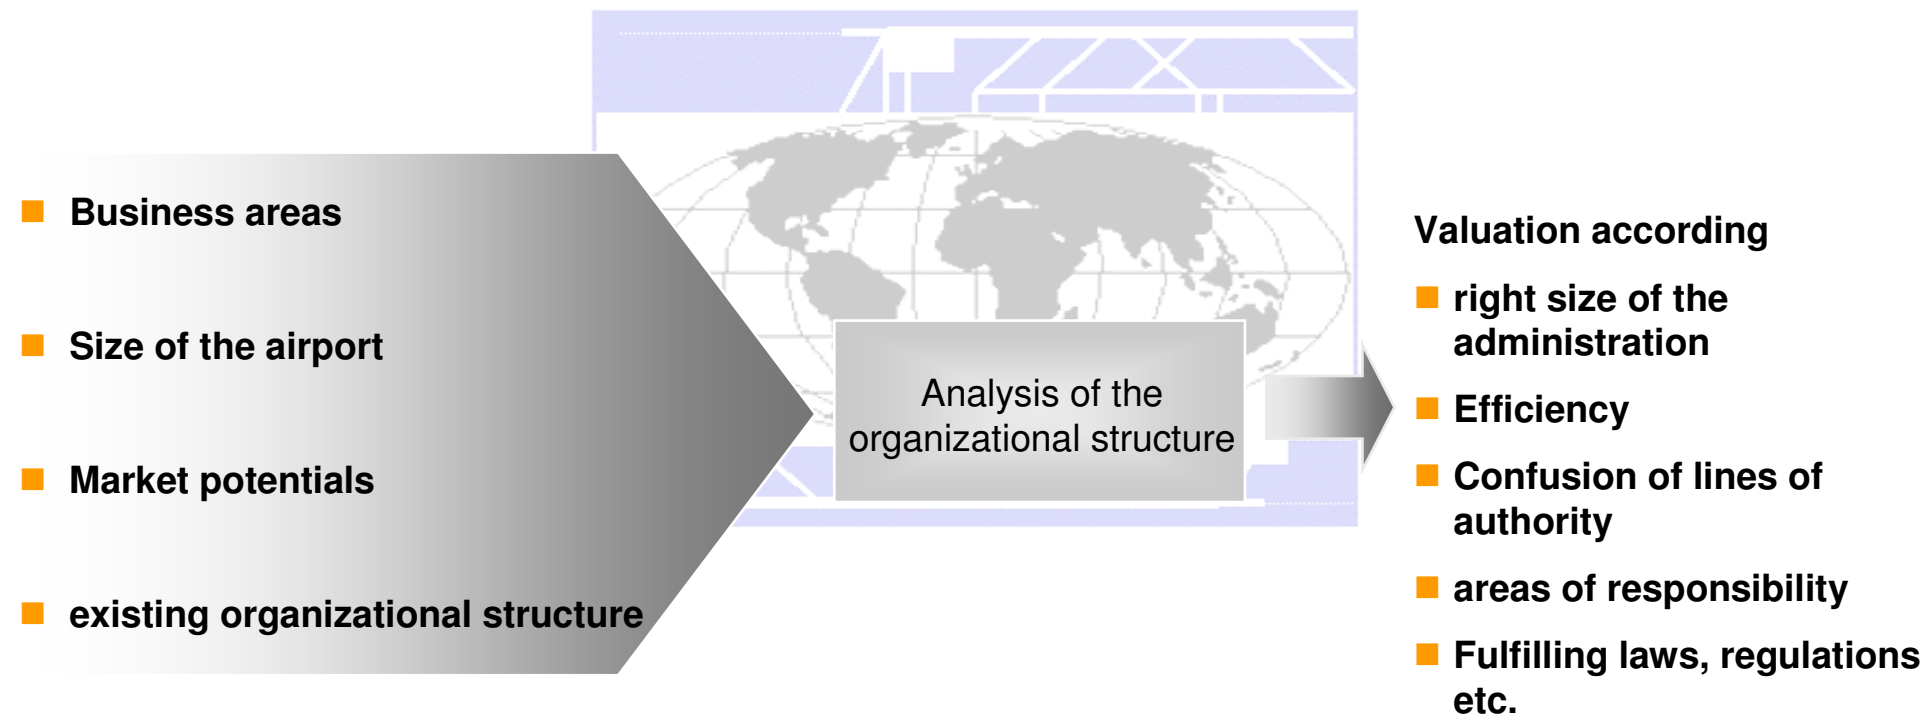 Business areas
Size of the airport
Market potentials
existing organizational structure
Analysis of the
organizational structure
Valuation according
right size of the
administration
Efficiency
Confusion of lines of
authority
areas of responsibility
Fulfilling laws, regulations
etc.